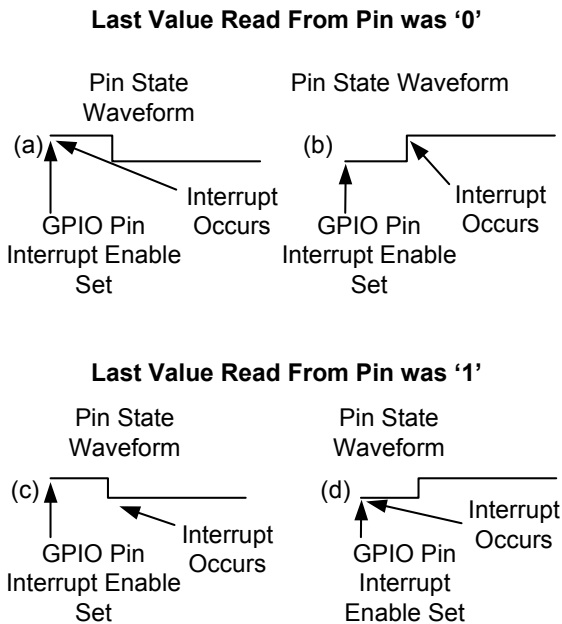 Last Value Read From Pin was ‘0’
Pin State
Waveform
Pin State Waveform
(a)
(b)
Interrupt
Occurs
Interrupt
Occurs
GPIO Pin
Interrupt Enable
Set
GPIO Pin
Interrupt Enable
Set
Last Value Read From Pin was ‘1’
Pin State
Waveform
Pin State
Waveform
(c)
(d)
Interrupt
Occurs
Interrupt
Occurs
GPIO Pin
Interrupt Enable
Set
GPIO Pin
Interrupt
Enable Set